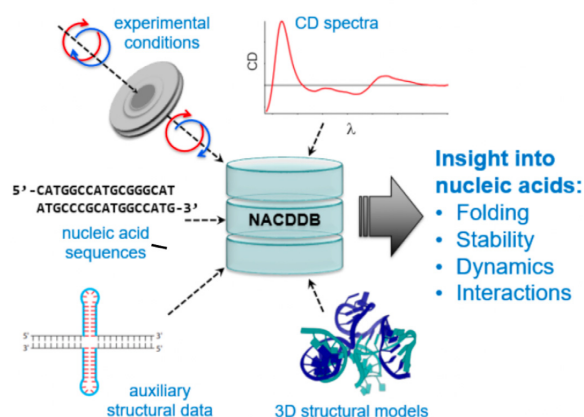 experimental
conditions
CD spectra
CD
λ
5’-CATGGCCATGCGGGCAT
ATGCCCGCATGGCCATG-3’
nucleic acid
sequences
NACDDB
Insight into
nucleic acids:
• Folding
• Stability
• Dynamics
• Interactions
5' 3'
3' 5'
auxiliary
structural data
3D structural models